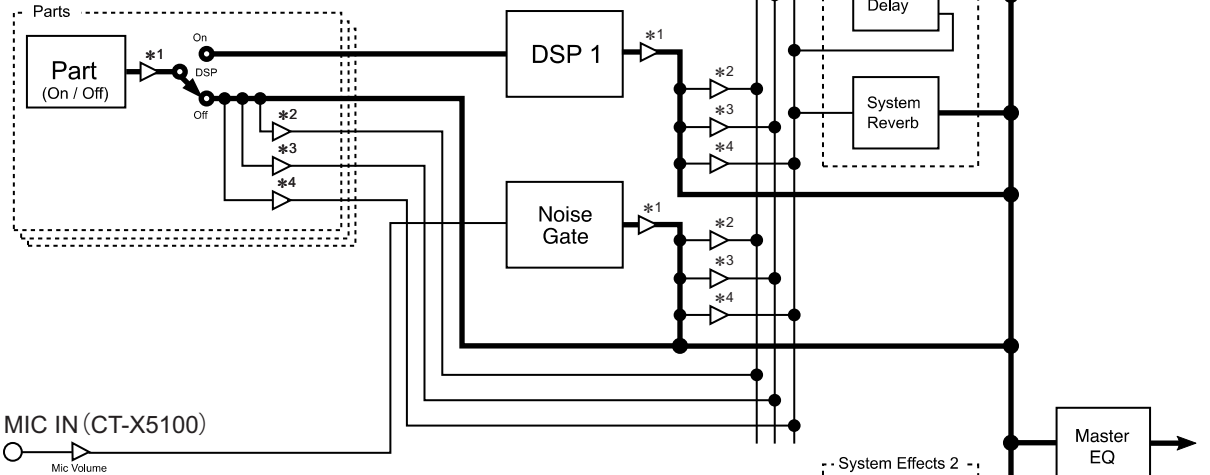 Parts
Part
(On / Off)
*1
On
DSP
Off
*2
*3
*4
DSP 1
*1
*2
*3
*4
Delay
System
Reverb
Noise
Gate
*1
*2
*3
*4
MIC IN (CT-X5100)
Mic Volume
Master
EQ
System Effects 2